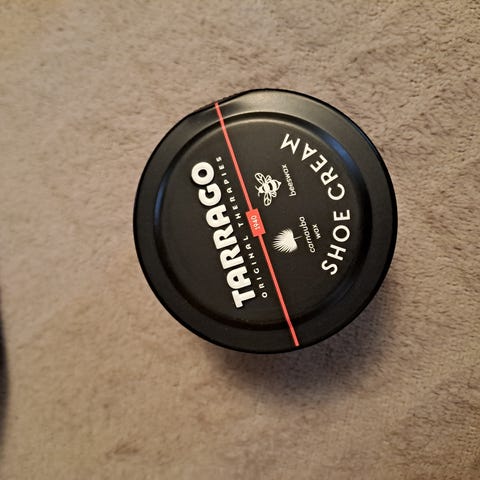 TARRAGO
ORIGINAL THERAPIES
1940
carnauba
wax
beeswax
SHOE CREAM